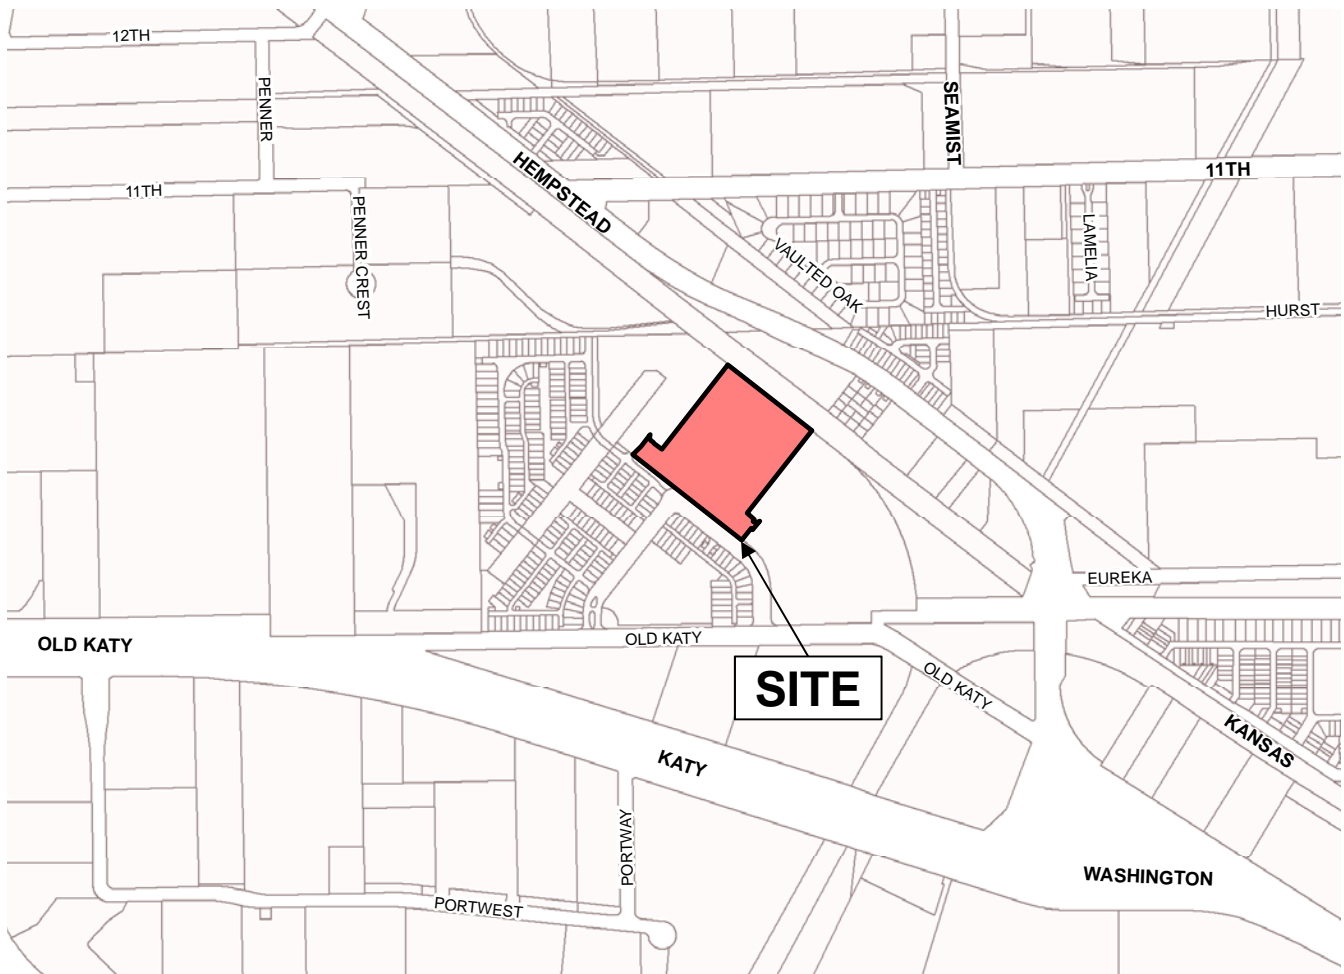 12TH
PENNER
SEAMIST
HEMPSTEAD
11TH
11TH
PENNER CREST
LAMELIA
VAULTED OAK
HURST
EUREKA
OLD KATY
OLD KATY
OLD KATY
SITE
KANSAS
KATY
PORTWAY
WASHINGTON
PORTWEST